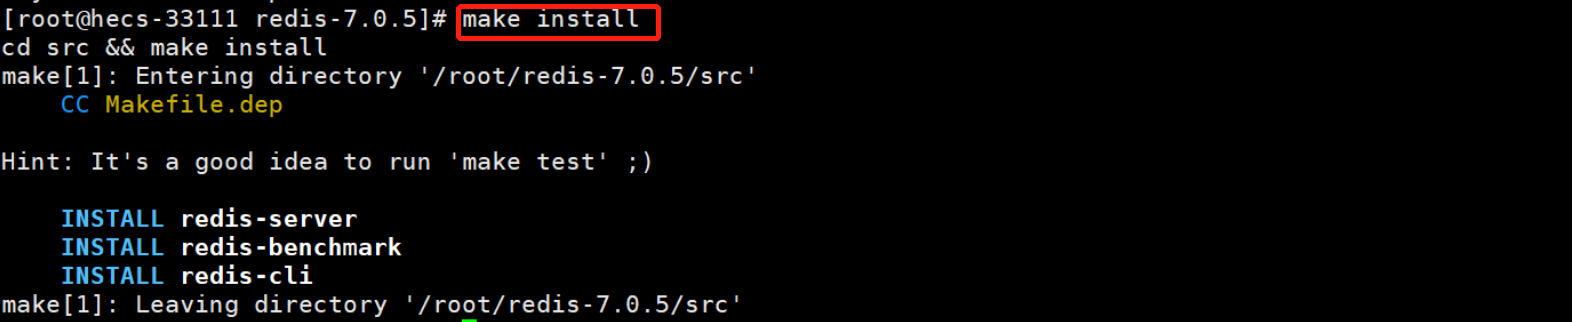 [root@hecs-33111 redis-7.0.5]# make install
cd src && make install
make[1]: Entering directory '/root/redis-7.0.5/src'
    CC Makefile.dep
Hint: It's a good idea to run 'make test' ;)
    INSTALL redis-server
    INSTALL redis-benchmark
    INSTALL redis-cli
make[1]: Leaving directory '/root/redis-7.0.5/src'